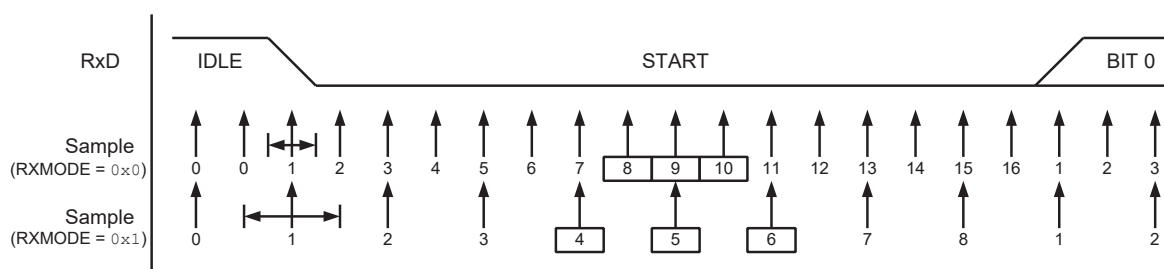 RxD IDLE START BIT 0
Sample
(RXMODE = 0x0) 0 0 1 2 3 4 5 6 7 8 9 10 11 12 13 14 15 16 1 2 3
Sample
(RXMODE = 0x1) 0 1 2 3 4 5 6 7 8 1 2